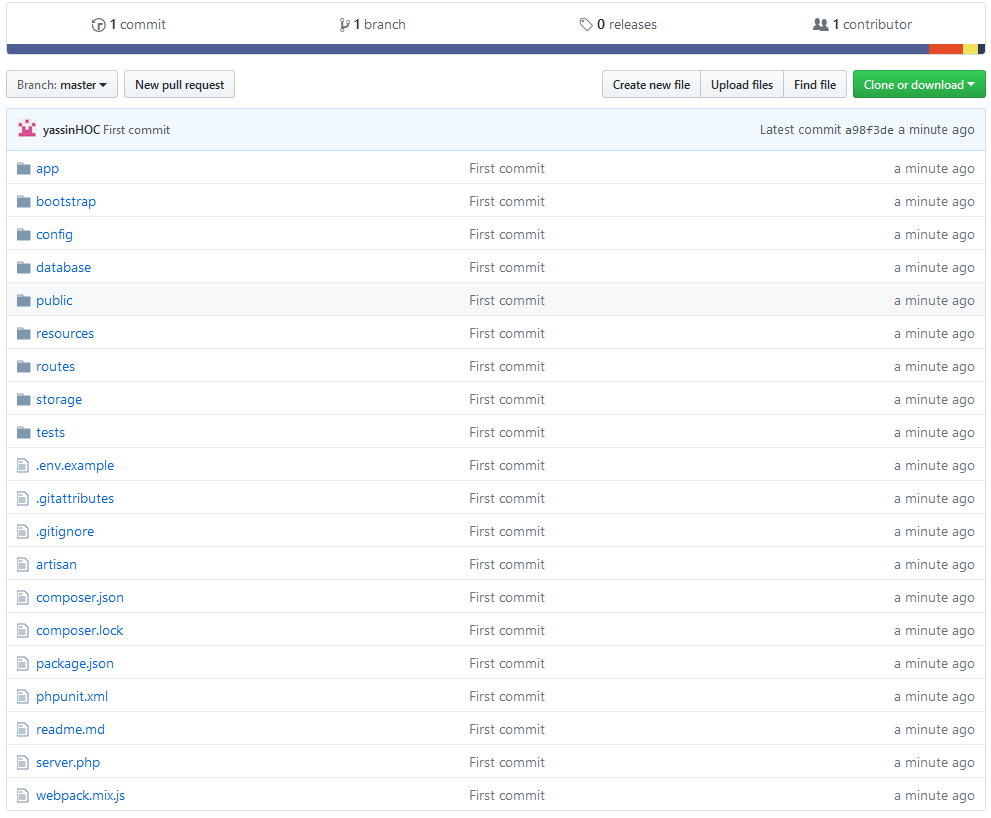 1 commit 1 branch 0 releases 1 contributor
Branch: master New pull request Create new file Upload files Find file Clone or download
yassinHOC First commit Latest commit a98f3de a minute ago
app First commit a minute ago
bootstrap First commit a minute ago
config First commit a minute ago
database First commit a minute ago
public First commit a minute ago
resources First commit a minute ago
routes First commit a minute ago
storage First commit a minute ago
tests First commit a minute ago
.env.example First commit a minute ago
.gitattributes First commit a minute ago
.gitignore First commit a minute ago
artisan First commit a minute ago
composer.json First commit a minute ago
composer.lock First commit a minute ago
package.json First commit a minute ago
phpunit.xml First commit a minute ago
readme.md First commit a minute ago
server.php First commit a minute ago
webpack.mix.js First commit a minute ago